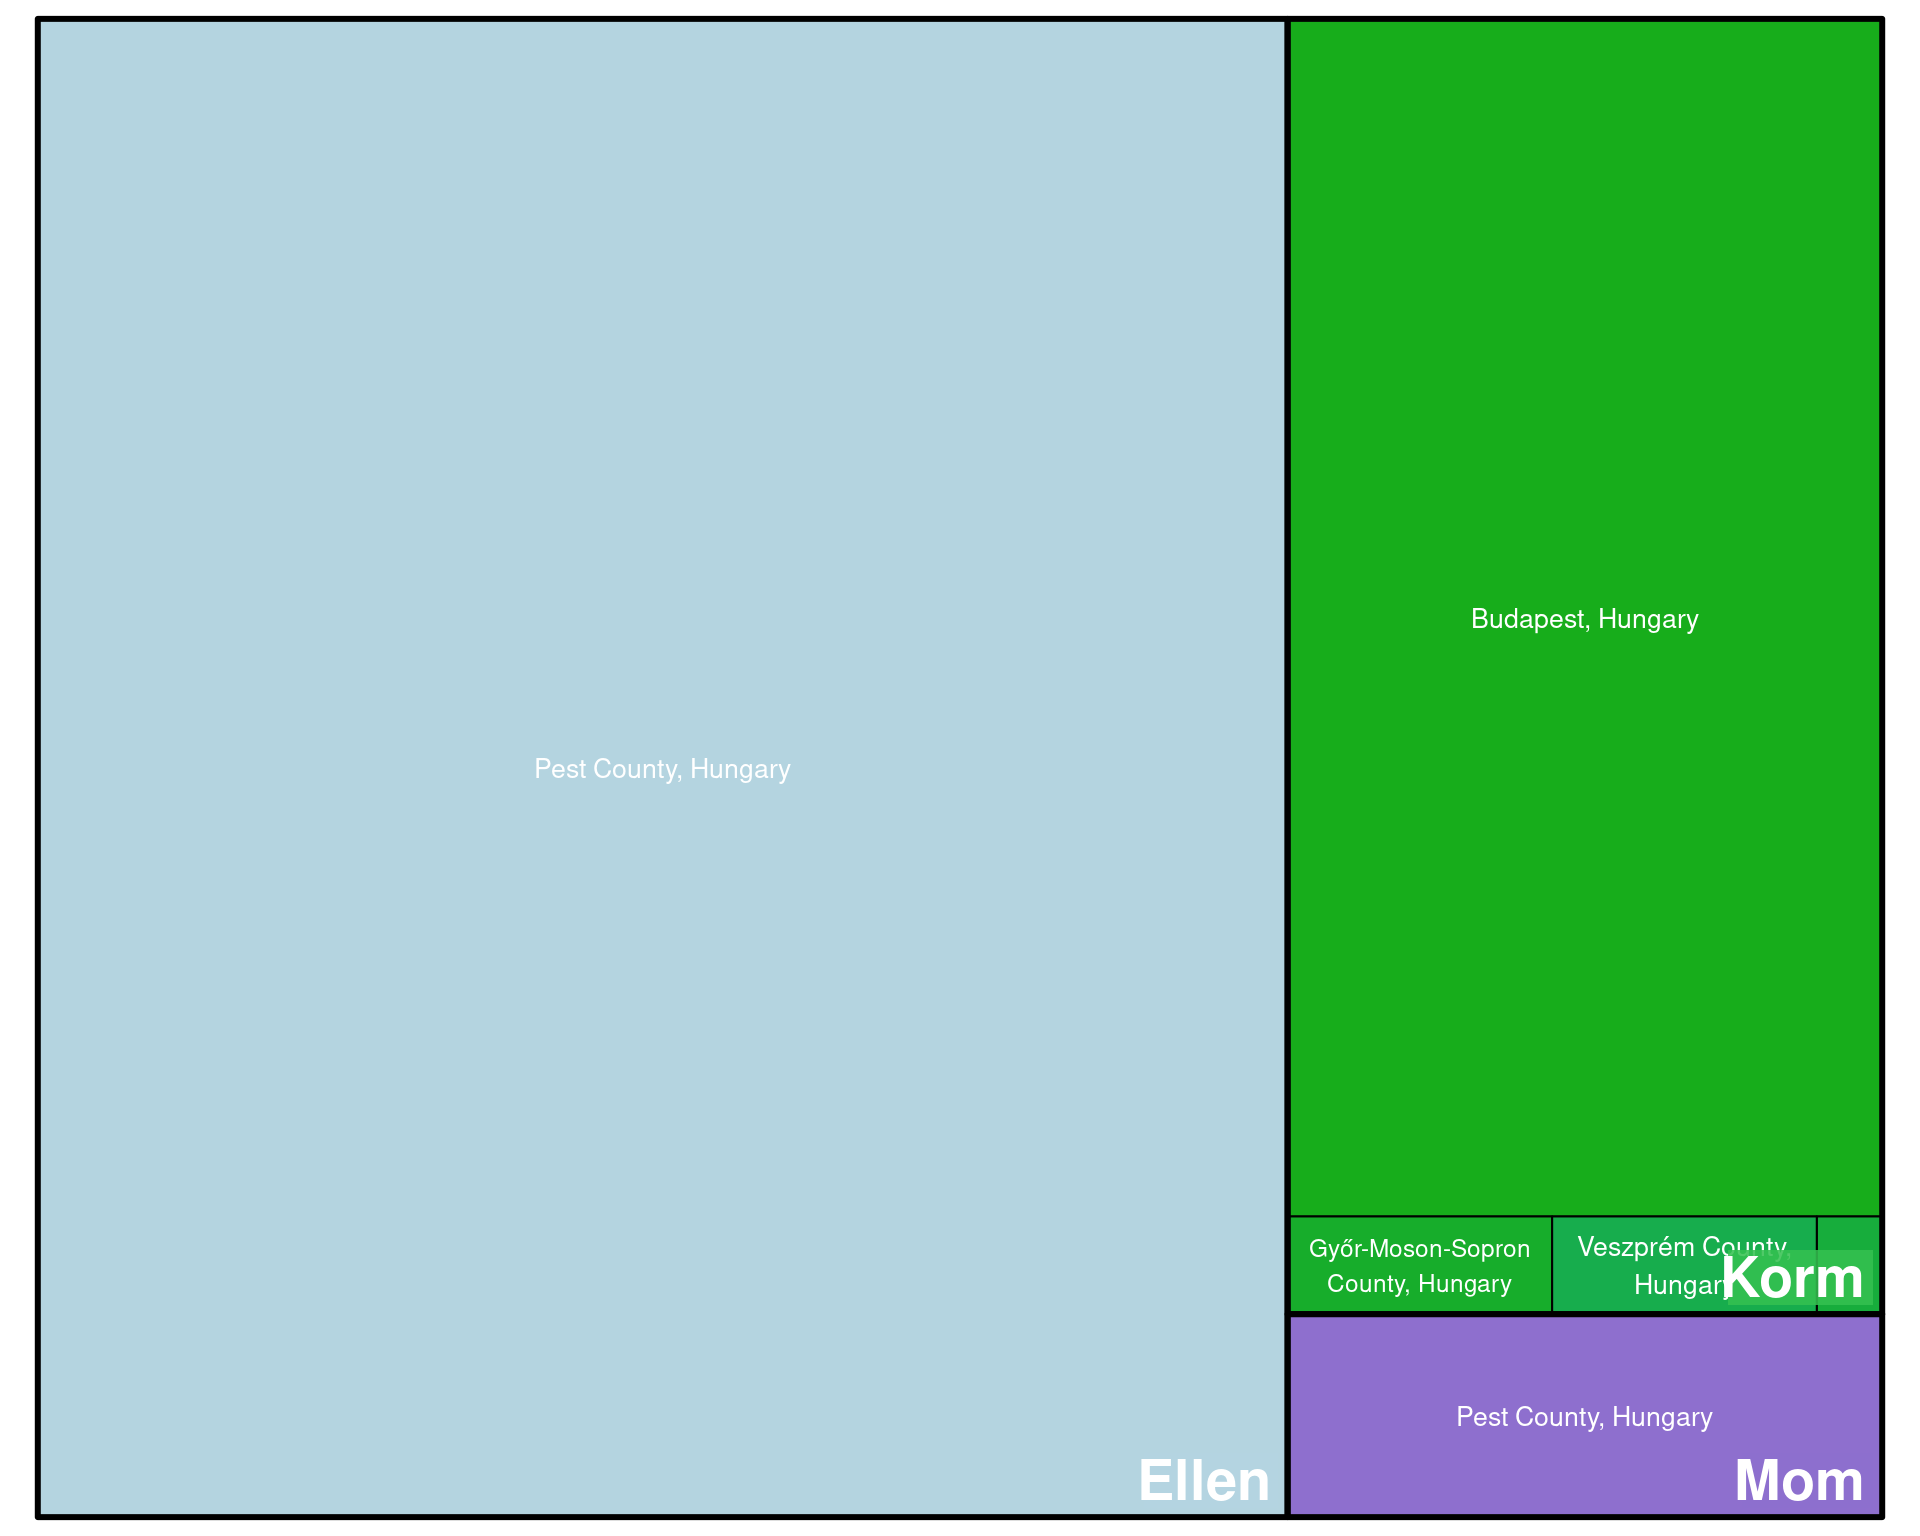 Pest County, Hungary
Ellen
Budapest, Hungary
Győr-Moson-Sopron
County, Hungary
Veszprém County,
Hungary
Korm
Pest County, Hungary
Mom